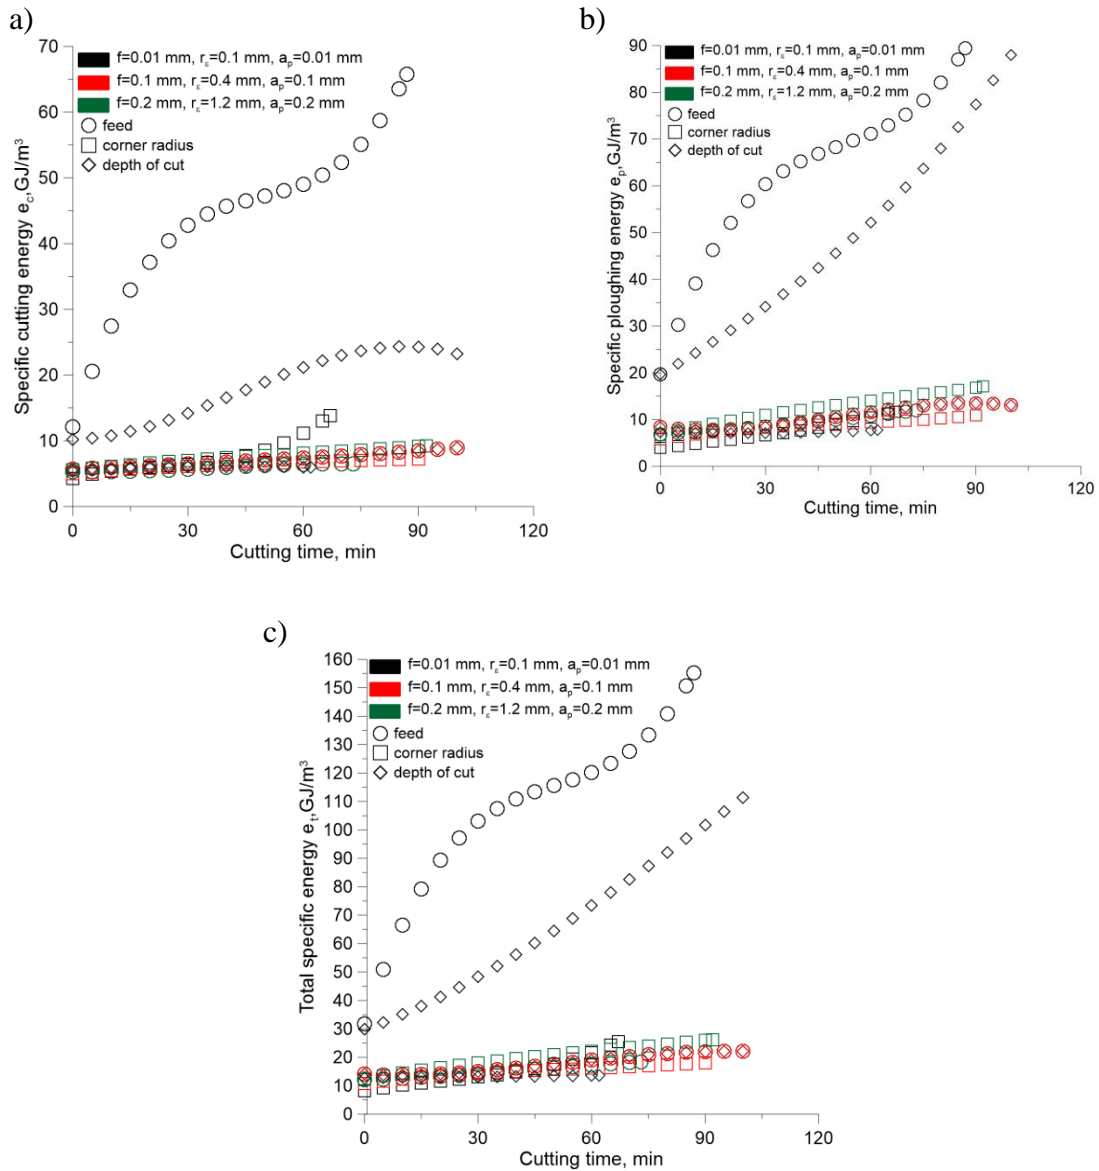 a)
70
60
50
40
30
20
10
0
Specific cutting energy e_c,GJ/m³
f=0.01 mm, r_ε=0.1 mm, a_p=0.01 mm
f=0.1 mm, r_ε=0.4 mm, a_p=0.1 mm
f=0.2 mm, r_ε=1.2 mm, a_p=0.2 mm
feed
corner radius
depth of cut
0 30 60 90 120
Cutting time, min
b)
90
80
70
60
50
40
30
20
10
0
Specific ploughing energy e_p,GJ/m³
f=0.01 mm, r_ε=0.1 mm, a_p=0.01 mm
f=0.1 mm, r_ε=0.4 mm, a_p=0.1 mm
f=0.2 mm, r_ε=1.2 mm, a_p=0.2 mm
feed
corner radius
depth of cut
0 30 60 90 120
Cutting time, min
c)
160
150
140
130
120
110
100
90
80
70
60
50
40
30
20
10
0
Total specific energy e_t,GJ/m³
f=0.01 mm, r_ε=0.1 mm, a_p=0.01 mm
f=0.1 mm, r_ε=0.4 mm, a_p=0.1 mm
f=0.2 mm, r_ε=1.2 mm, a_p=0.2 mm
feed
corner radius
depth of cut
0 30 60 90 120
Cutting time, min